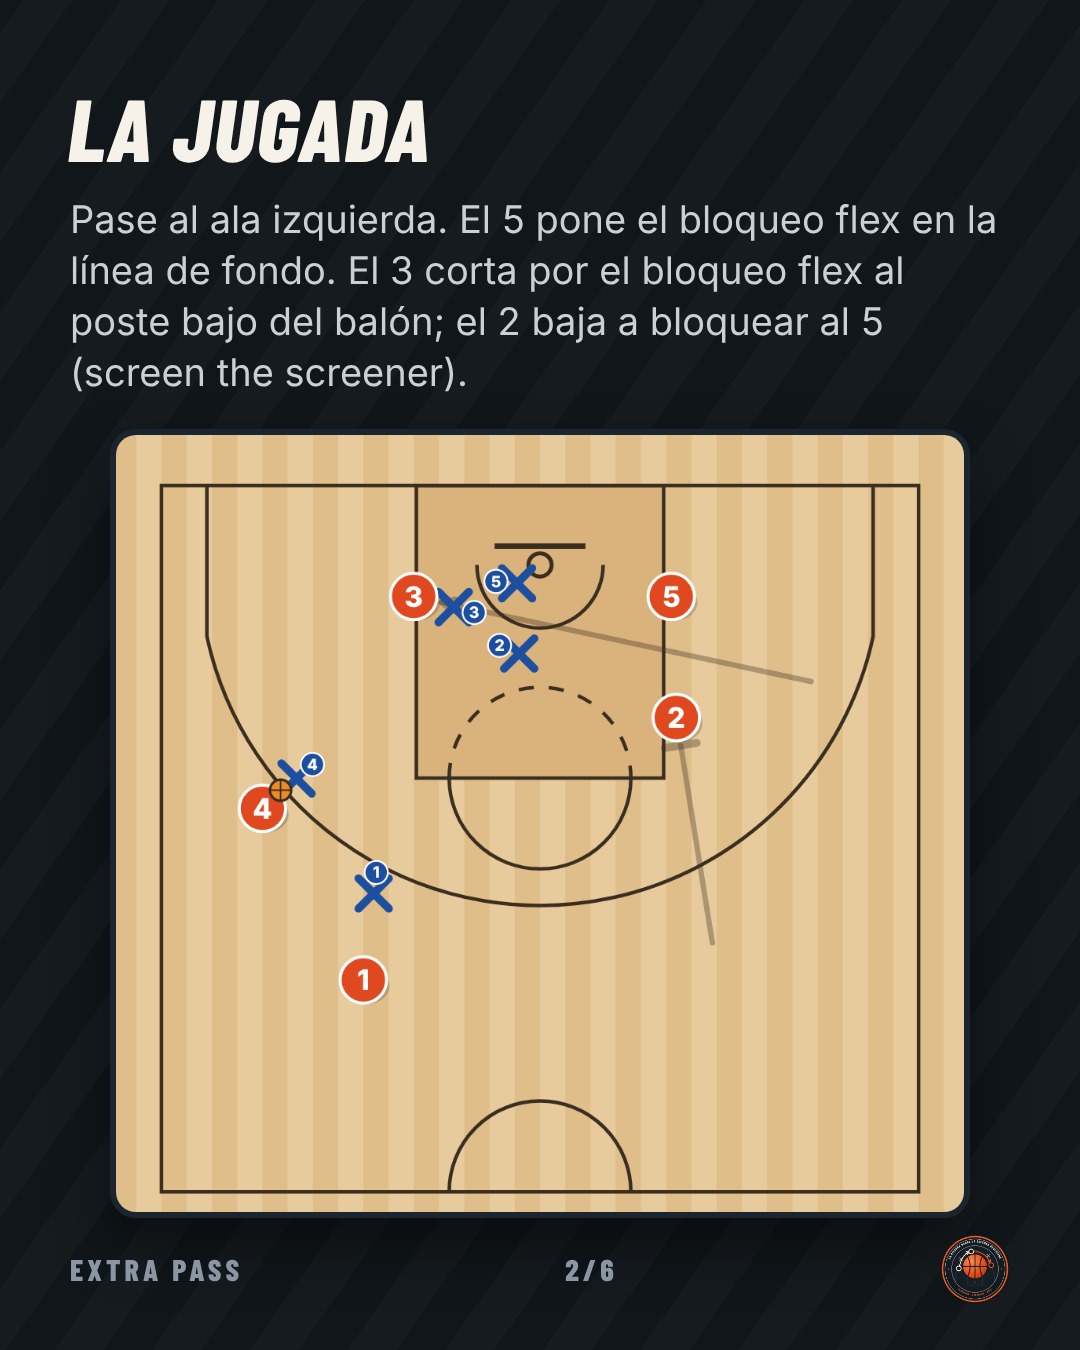 LA JUGADA
Pase al ala izquierda. El 5 pone el bloqueo flex en la
línea de fondo. El 3 corta por el bloqueo flex al
poste bajo del balón; el 2 baja a bloquear al 5
(screen the screener).
3
5
3
5
2
2
4
4
1
1
EXTRA PASS
2/6